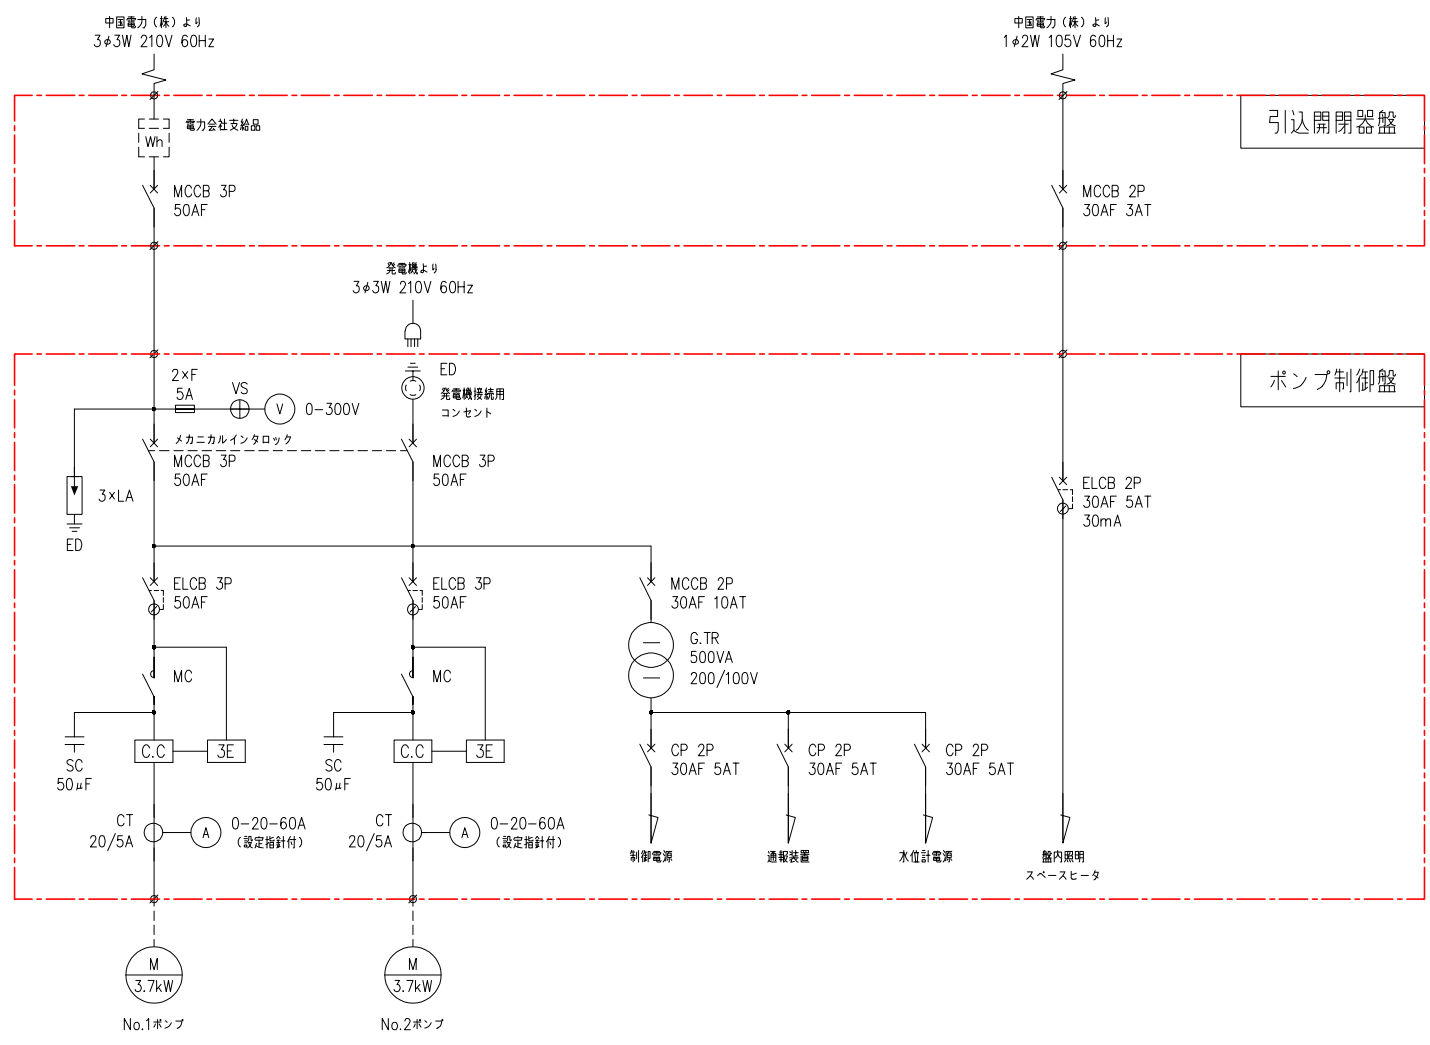 中国電力（株）より
3φ3W 210V 60Hz
中国電力（株）より
1φ2W 105V 60Hz
引込開閉器盤
電力会社支給品
Wh
MCCB 3P
50AF
MCCB 2P
30AF 3AT
発電機より
3φ3W 210V 60Hz
ポンプ制御盤
ED
発電機接続用
コンセント
2×F
5A
VS
V
0-300V
メカニカルインタロック
MCCB 3P
50AF
MCCB 3P
50AF
3×LA
ED
ELCB 2P
30AF 5AT
30mA
ELCB 3P
50AF
ELCB 3P
50AF
MCCB 2P
30AF 10AT
G.TR
500VA
200/100V
MC
MC
C.C
3E
C.C
3E
SC
50μF
SC
50μF
CP 2P
30AF 5AT
CP 2P
30AF 5AT
CP 2P
30AF 5AT
CT
20/5A
A
0-20-60A
（設定指針付）
CT
20/5A
A
0-20-60A
（設定指針付）
制御電源
通報装置
水位計電源
盤内照明
スペースヒータ
M
3.7kW
No.1ポンプ
M
3.7kW
No.2ポンプ